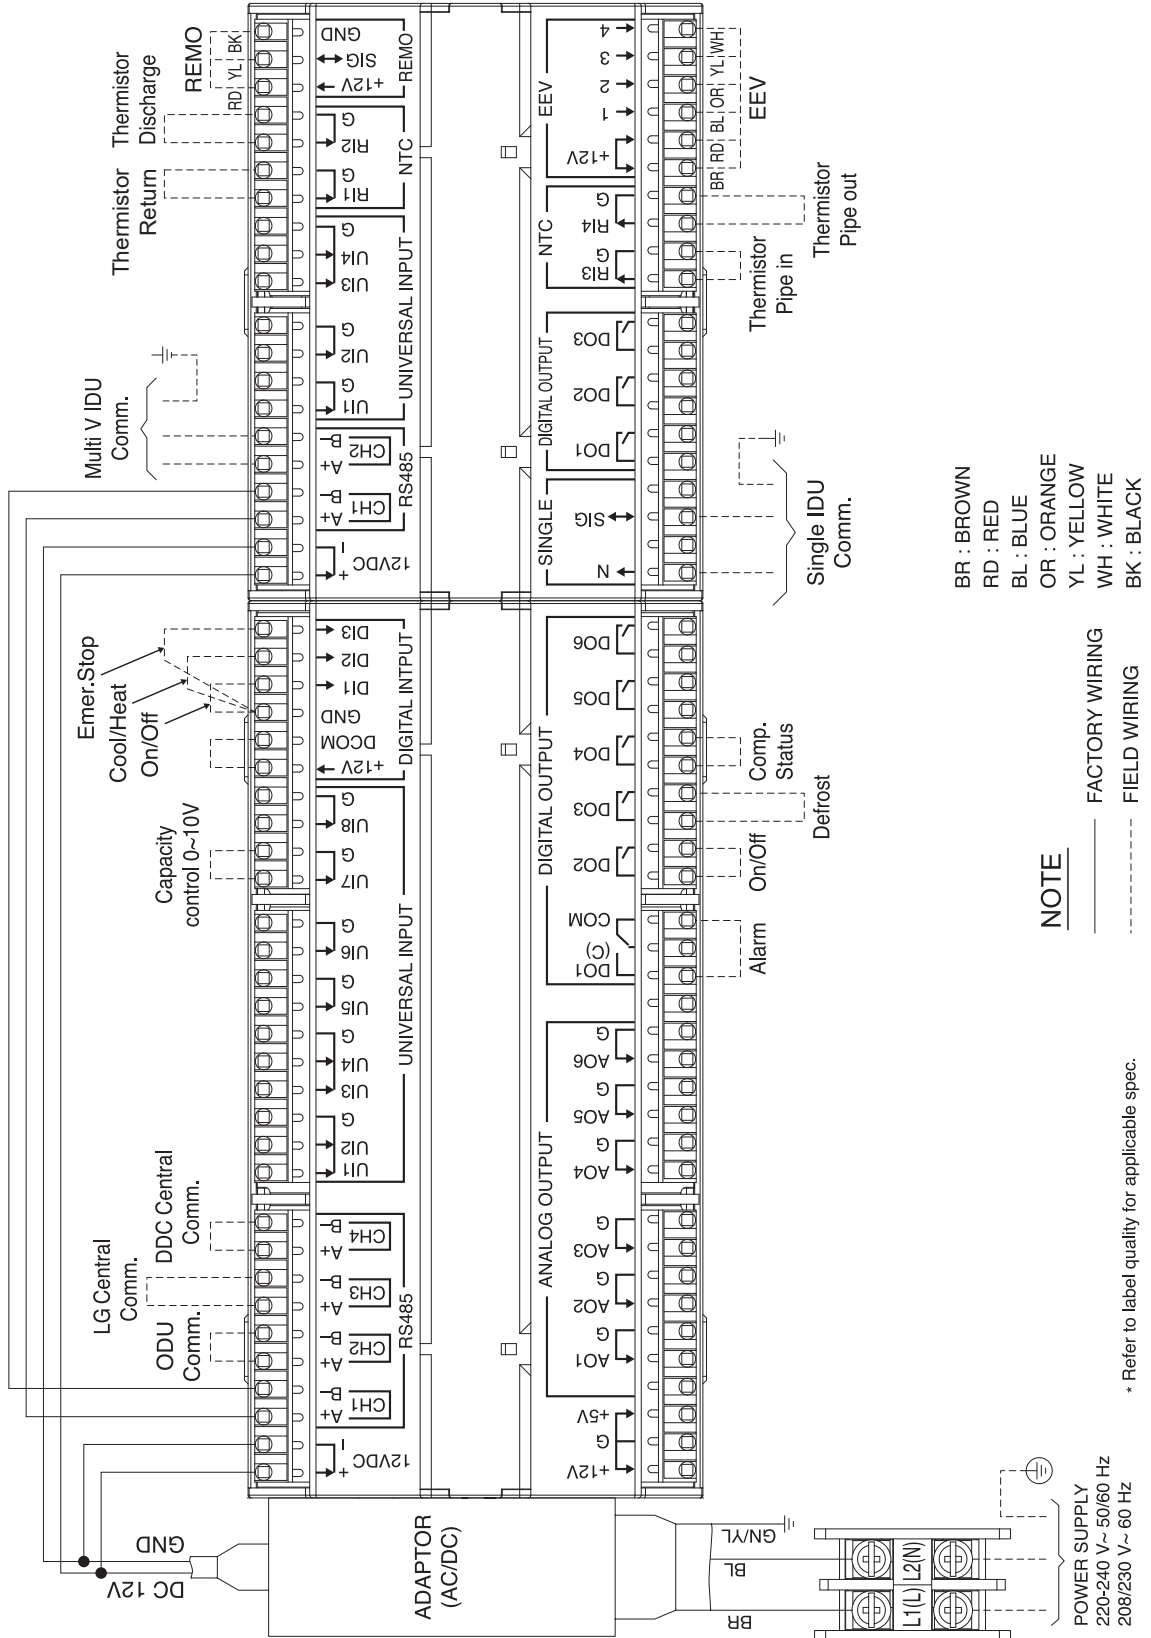 Thermistor
Discharge
REMO
RD YL BK
Thermistor
Return
Multi V IDU
Comm.
Emer.Stop
Cool/Heat
On/Off
Capacity
control 0~10V
DDC Central
Comm.
LG Central
Comm.
ODU
Comm.
GND
DC 12V
GND
SIG
+12V
REMO
G
RI2
G
RI1
NTC
G
UI4
UI3
G
UI2
G
UI1
UNIVERSAL INPUT
B-
A+
CH2
B-
A+
CH1
RS485
-
+
12VDC
DI3
DI2
DI1
GND
DCOM
+12V
DIGITAL INTPUT
G
UI8
G
UI7
G
UI6
G
UI5
G
UI4
UI3
G
UI2
UI1
UNIVERSAL INPUT
B-
A+
CH4
B-
A+
CH3
B-
A+
CH2
B-
A+
CH1
RS485
-
+
12VDC
EEV
4
3
2
1
+12V
NTC
G
RI4
G
RI3
DIGITAL OUTPUT
DO3
DO2
DO1
SINGLE
SIG
N
DIGITAL OUTPUT
DO6
DO5
DO4
DO3
DO2
COM
(C)
DO1
ANALOG OUTPUT
G
AO6
G
AO5
G
AO4
G
AO3
G
AO2
G
AO1
+5V
G
+12V
BR RD BL OR YL WH
EEV
Thermistor
Pipe out
Thermistor
Pipe in
Single IDU
Comm.
Comp.
Status
Defrost
On/Off
Alarm
ADAPTOR
(AC/DC)
GN/YL
BL
BR
L1(L) L2(N)
POWER SUPPLY
220-240 V~ 50/60 Hz
208/230 V~ 60 Hz
BR : BROWN
RD : RED
BL : BLUE
OR : ORANGE
YL : YELLOW
WH : WHITE
BK : BLACK
NOTE
FACTORY WIRING
FIELD WIRING
* Refer to label quality for applicable spec.